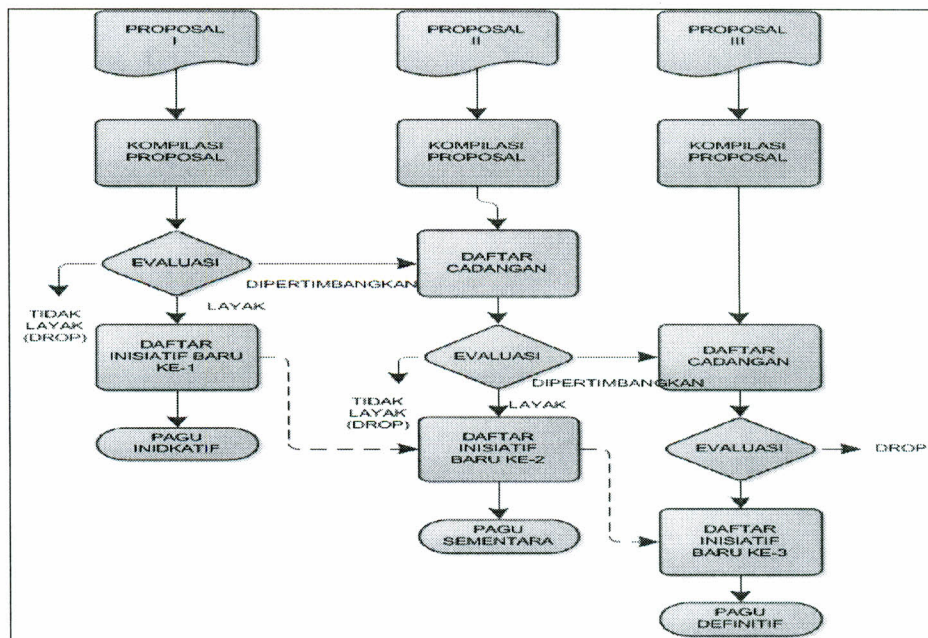 PROPOSAL
I
PROPOSAL
II
PROPOSAL
III
KOMPILASI
PROPOSAL
KOMPILASI
PROPOSAL
KOMPILASI
PROPOSAL
EVALUASI
DAFTAR
CADANGAN
DIPERTIMBANGKAN
TIDAK
LAYAK
(DROP)
LAYAK
DAFTAR
INISIATIF BARU
KE-1
EVALUASI
DAFTAR
CADANGAN
DIPERTIMBANGKAN
TIDAK
LAYAK
(DROP)
LAYAK
PAGU
INIDKATIF
DAFTAR
INISIATIF
BARU KE-2
EVALUASI
DROP
PAGU
SEMENTARA
DAFTAR
INISIATIF
BARU KE-3
PAGU
DEFINITIF